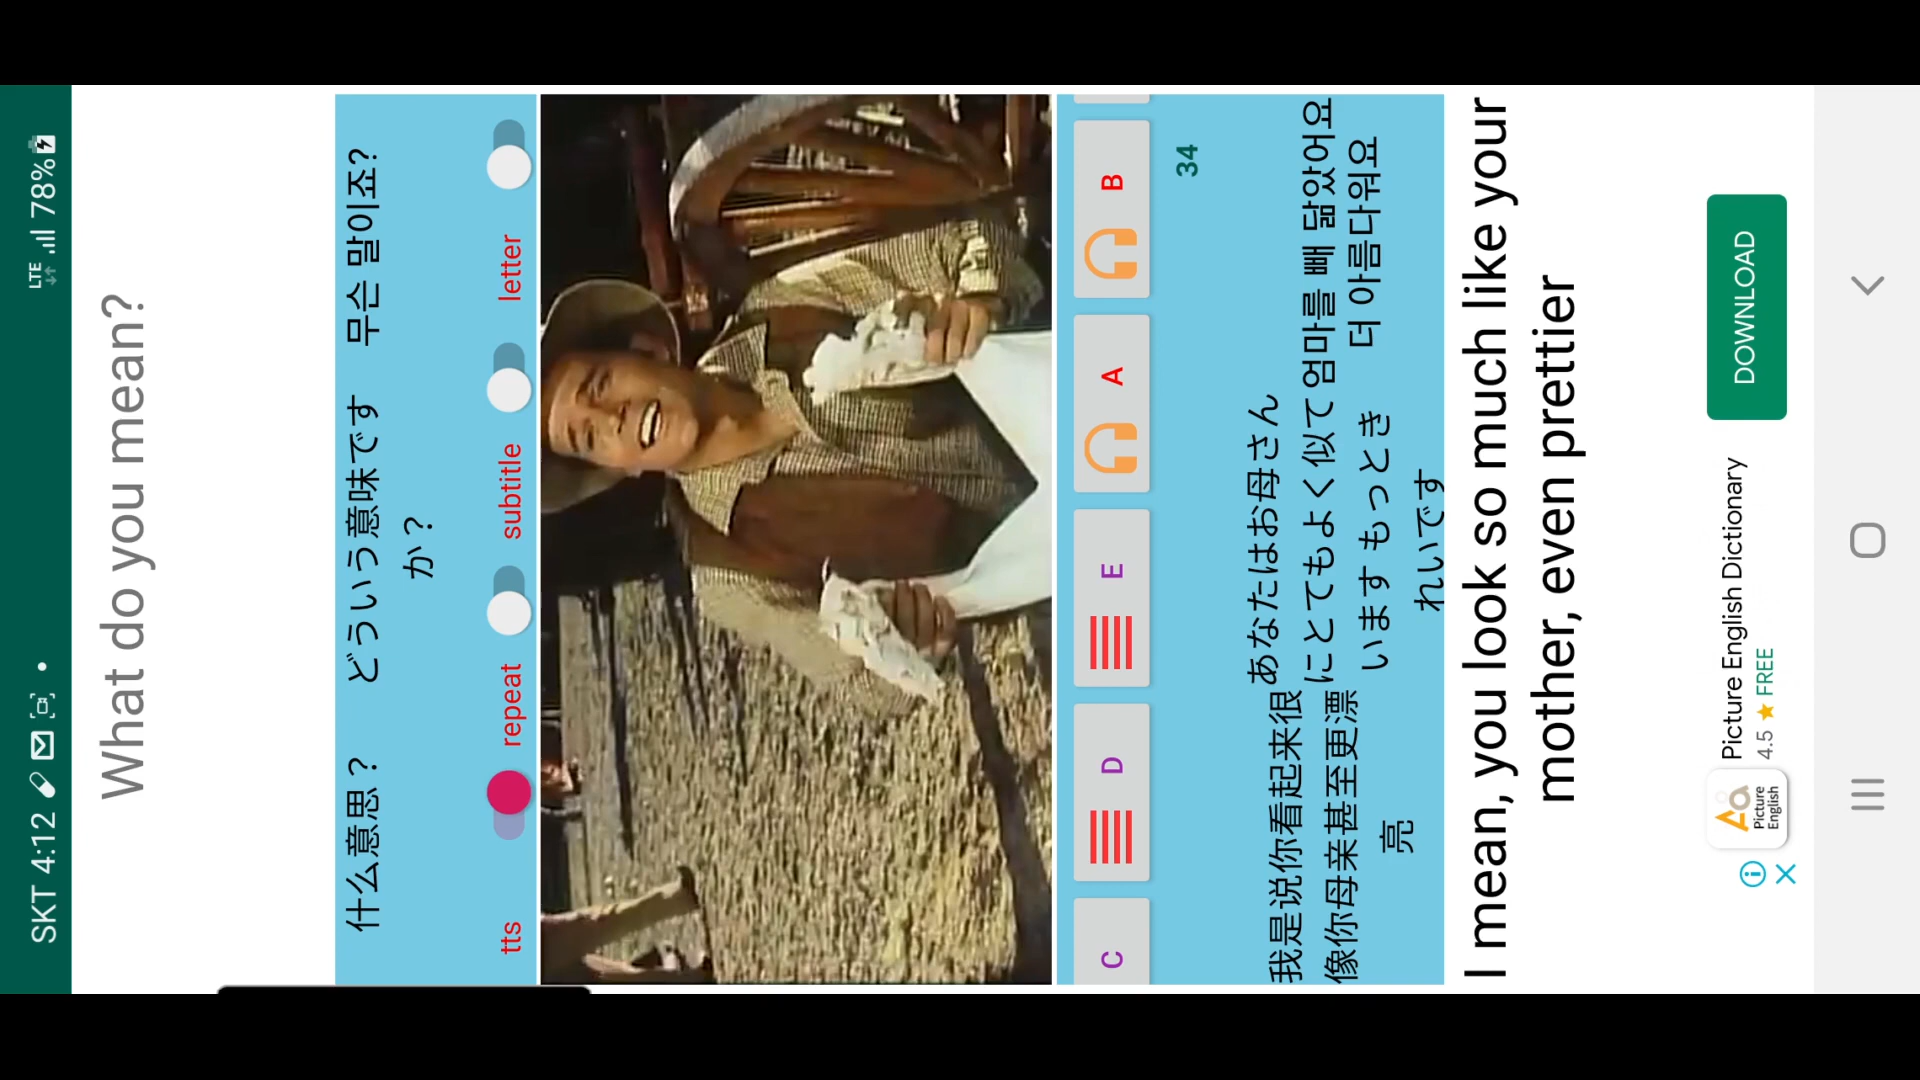 SKT 4:12
LTE 78%
What do you mean?
什么意思？
どういう意味です
か？
무슨 말이죠?
tts
repeat
subtitle
letter
C
D
E
A
B
34
我是说你看起来很
像你母亲甚至更漂
亮
あなたはお母さん
にとてもよく似て
います もっとき
れいです
엄마를 빼 닮았어요
더 아름다워요
I mean, you look so much like your
mother, even prettier
Picture
English
Picture English Dictionary
4.5 ★ FREE
DOWNLOAD